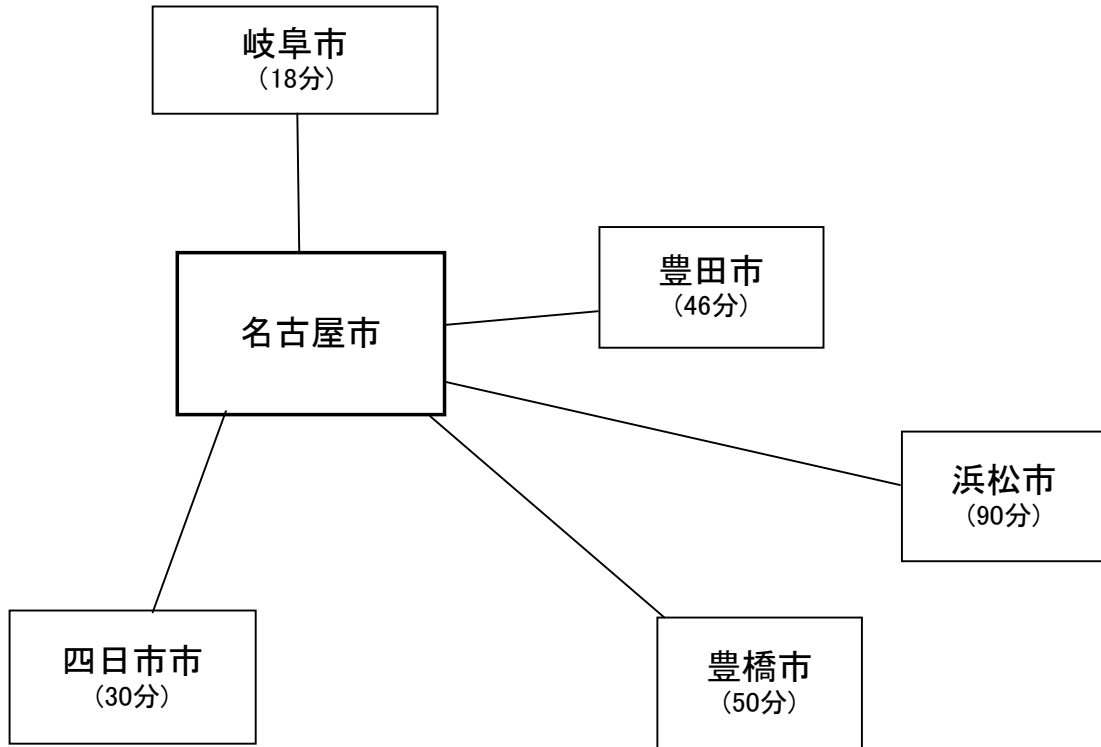 岐阜市
（18分）
豊田市
（46分）
名古屋市
浜松市
（90分）
四日市市
（30分）
豊橋市
（50分）